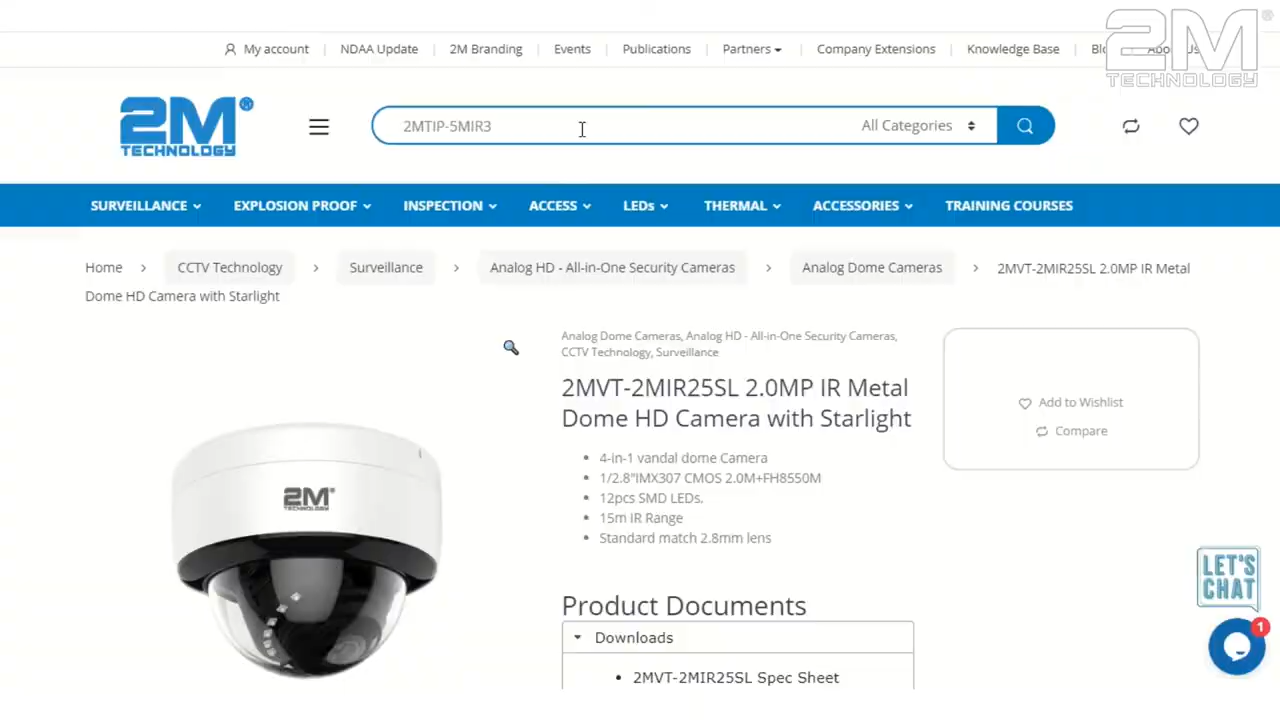 My account
NDAA Update
2M Branding
Events
Publications
Partners
Company Extensions
Knowledge Base
2M®
TECHNOLOGY
2M®
TECHNOLOGY
2MTIP-5MIR3
All Categories
SURVEILLANCE
EXPLOSION PROOF
INSPECTION
ACCESS
LEDs
THERMAL
ACCESSORIES
TRAINING COURSES
Home > CCTV Technology > Surveillance > Analog HD - All-in-One Security Cameras > Analog Dome Cameras > 2MVT-2MIR25SL 2.0MP IR Metal
Dome HD Camera with Starlight
Analog Dome Cameras, Analog HD - All-in-One Security Cameras,
CCTV Technology, Surveillance
2MVT-2MIR25SL 2.0MP IR Metal
Dome HD Camera with Starlight
• 4-in-1 vandal dome Camera
• 1/2.8"IMX307 CMOS 2.0M+FH8550M
• 12pcs SMD LEDs.
• 15m IR Range
• Standard match 2.8mm lens
Add to Wishlist
Compare
2M®
TECHNOLOGY
Product Documents
Downloads
• 2MVT-2MIR25SL Spec Sheet
LET'S
CHAT
1